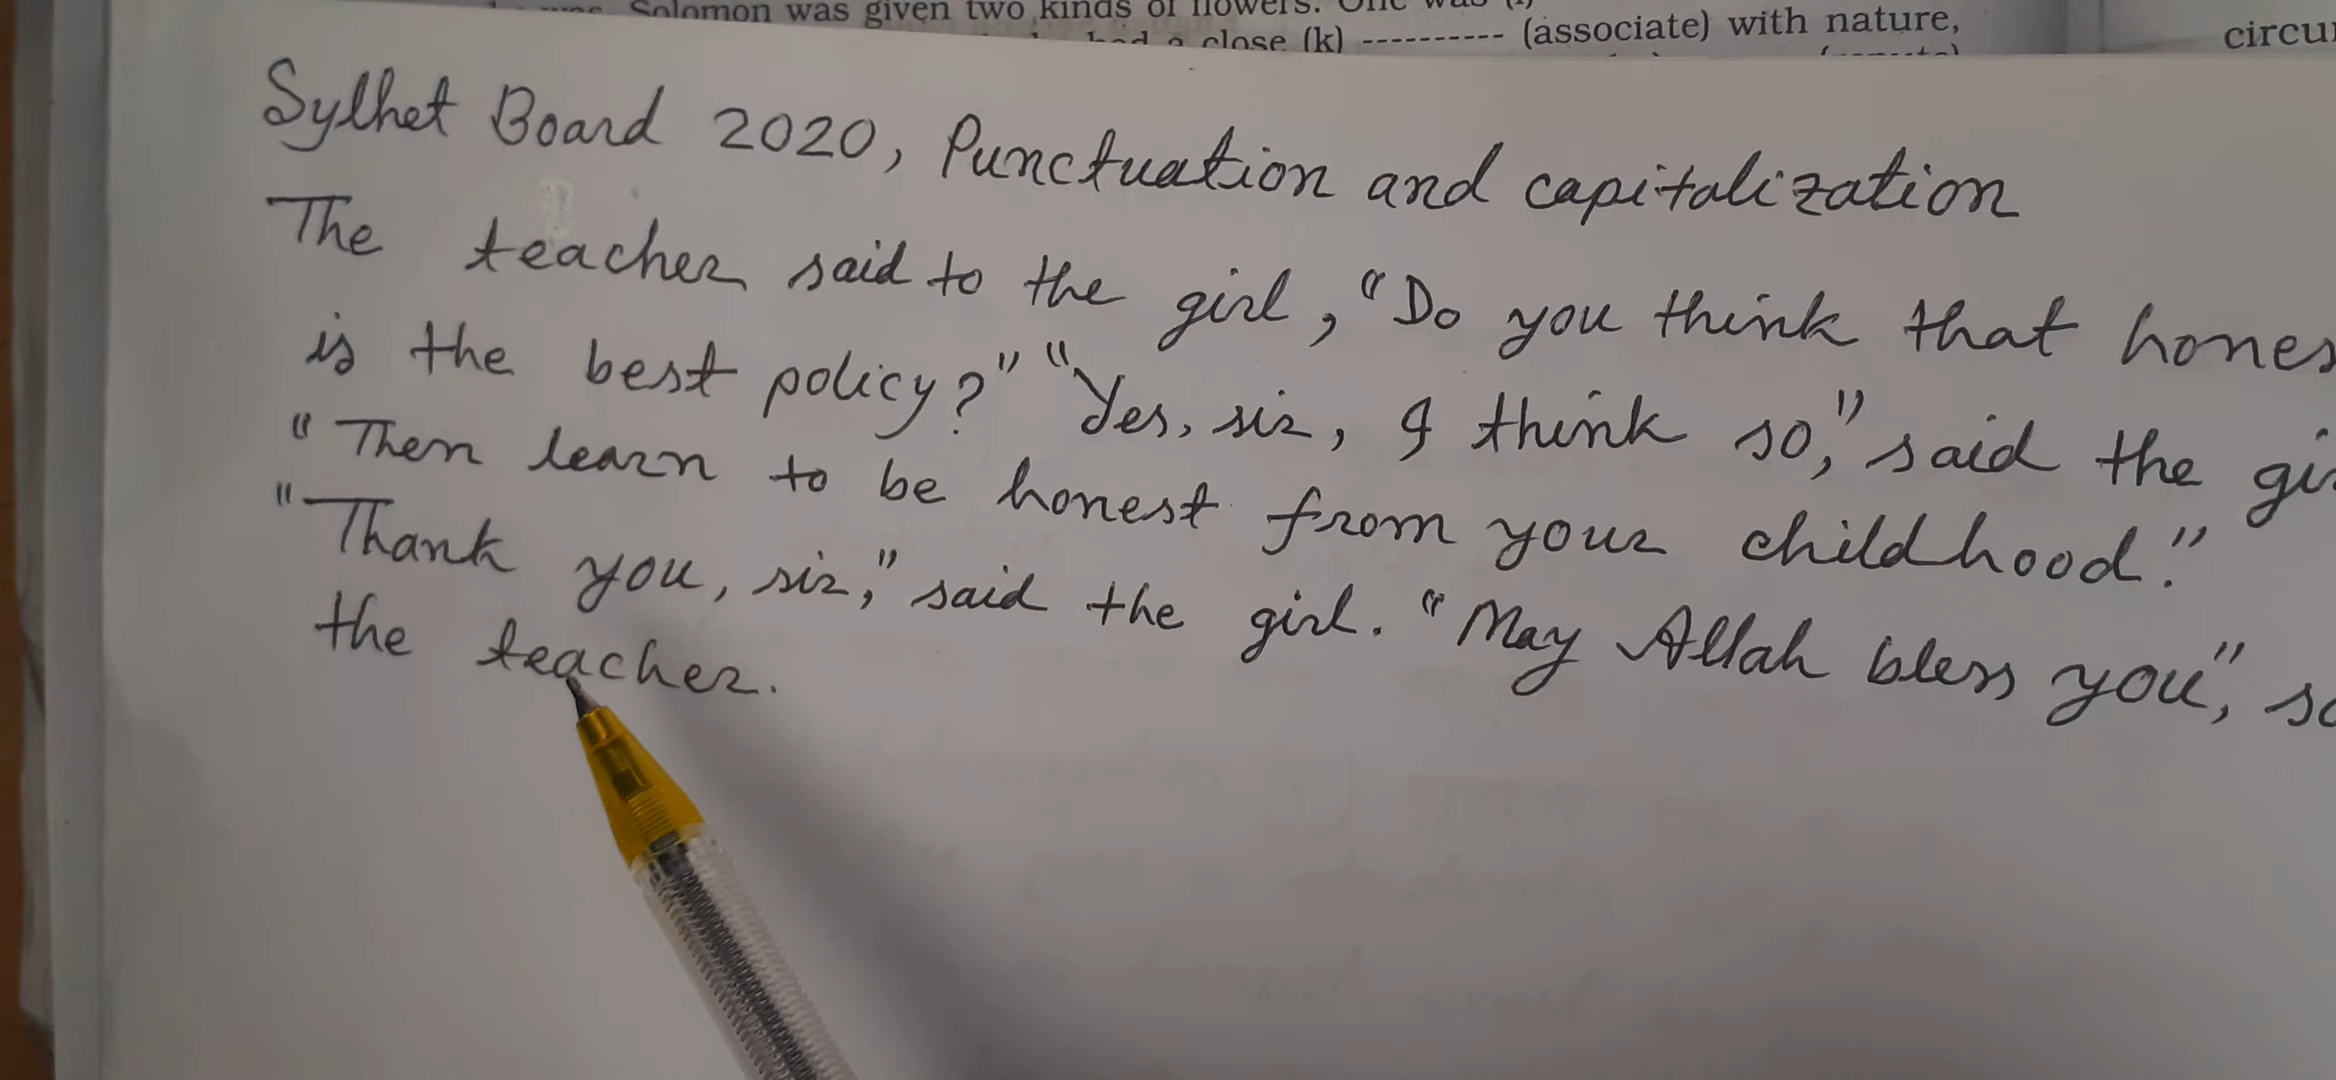 Solomon was given two kinds of flowers. One was (i)
had a close (k) ---------- (associate) with nature,
circu
Sylhet Board 2020, Punctuation and capitalization
The teacher said to the girl, "Do you think that hones
is the best policy?" "Yes, sir, I think so," said the gi
"Then learn to be honest from your childhood."
"Thank you, sir," said the girl. "May Allah bless you", sa
the teacher.